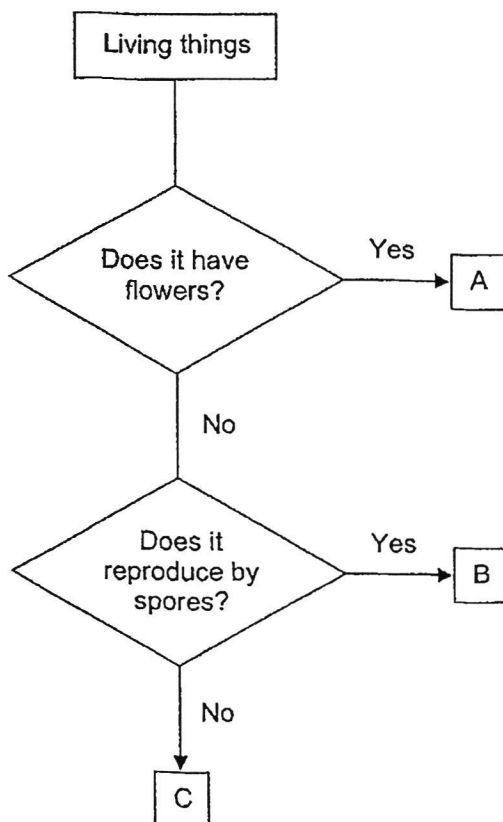 Living things
Does it have
flowers?
Yes
A
No
Does it
reproduce by
spores?
Yes
B
No
C